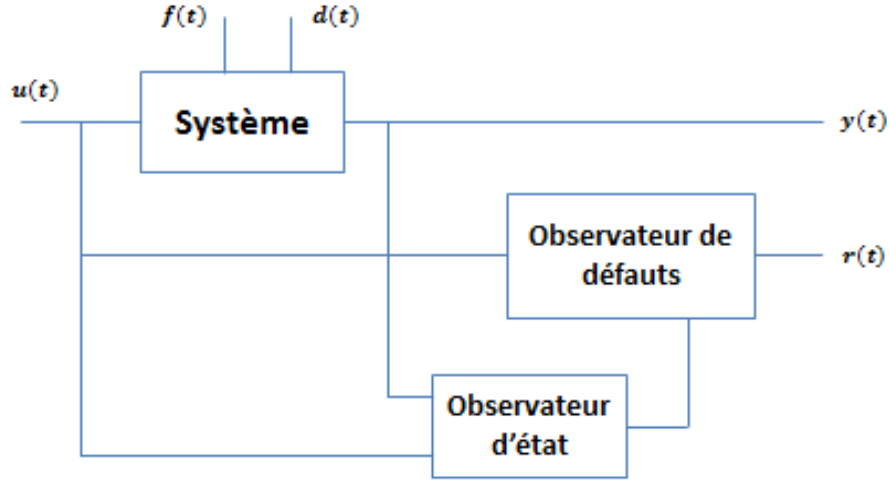 f(t) d(t)
u(t)
Système
y(t)
Observateur de
défauts
r(t)
Observateur
d'état